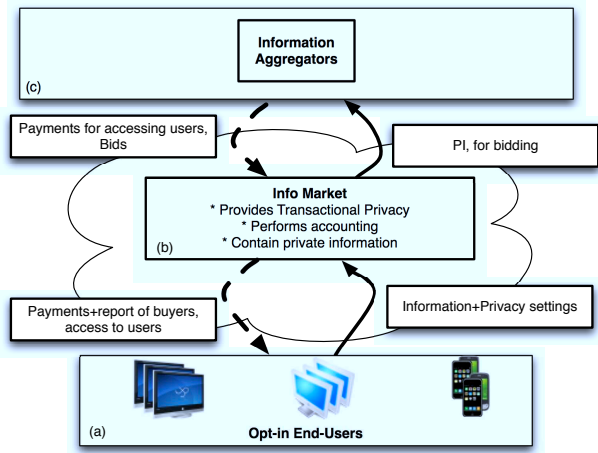 Information
Aggregators
(c)
Payments for accessing users,
Bids
PI, for bidding
Info Market
* Provides Transactional Privacy
* Performs accounting
* Contain private information
(b)
Payments+report of buyers,
access to users
Information+Privacy settings
(a)
Opt-in End-Users